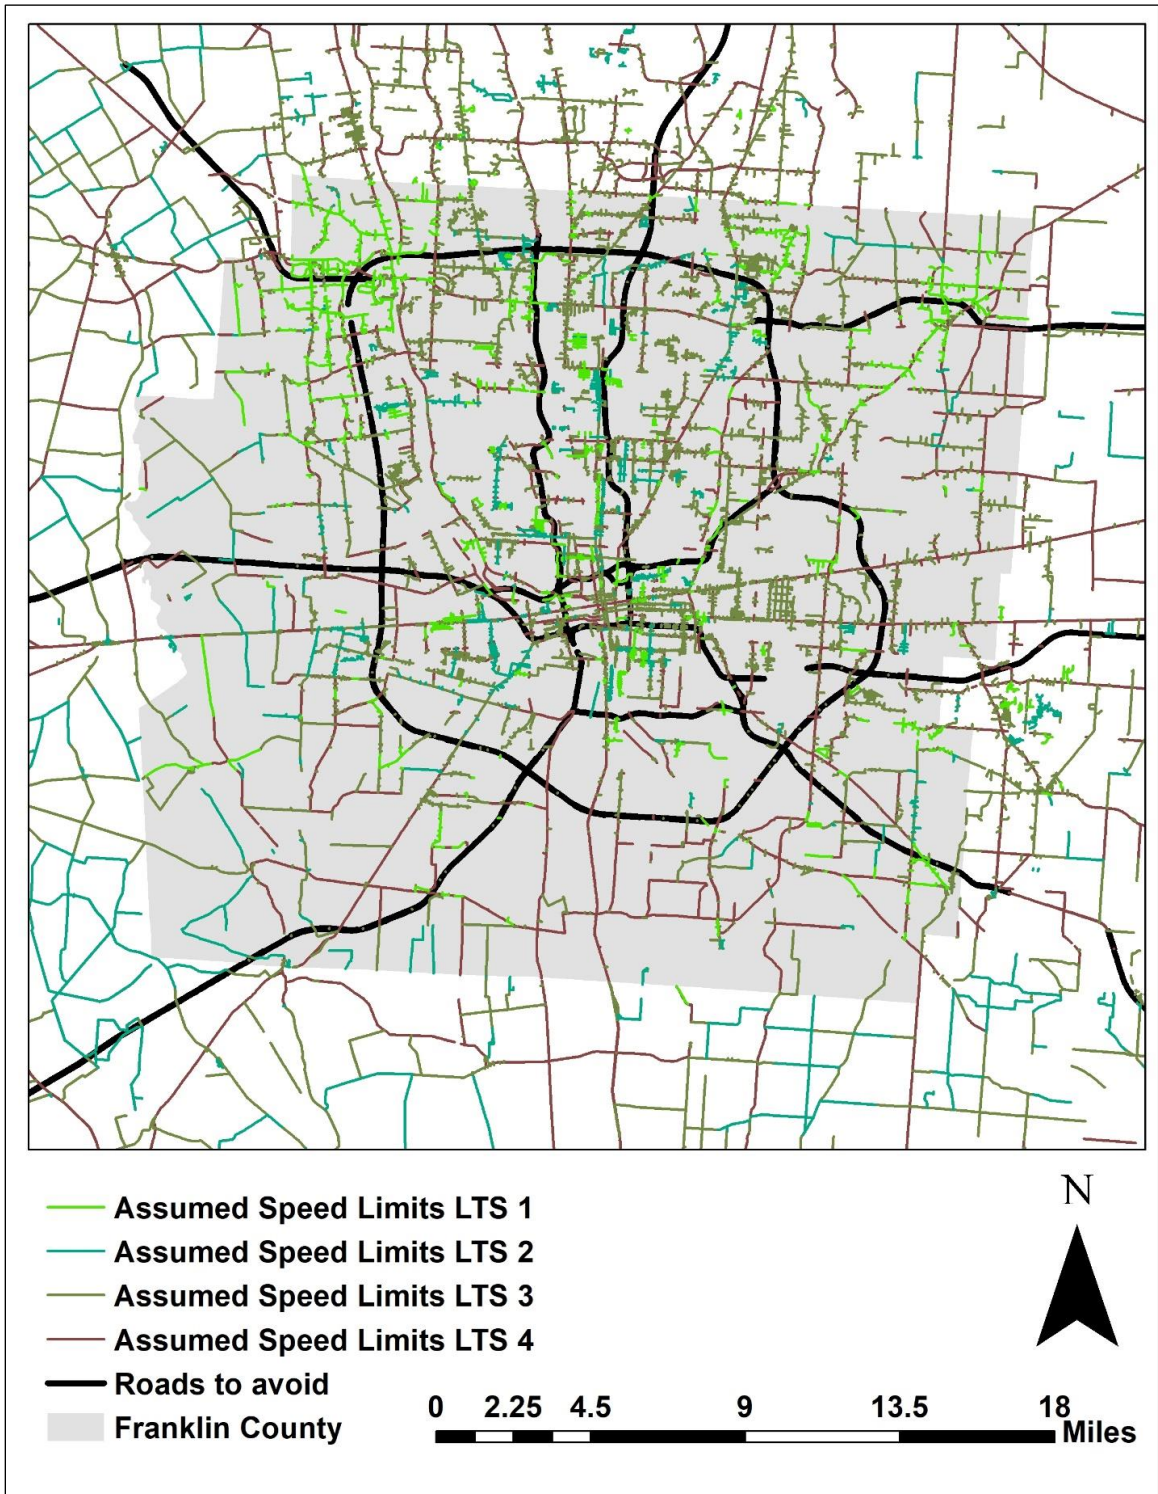 N
Assumed Speed Limits LTS 1
Assumed Speed Limits LTS 2
Assumed Speed Limits LTS 3
Assumed Speed Limits LTS 4
Roads to avoid
Franklin County
0 2.25 4.5 9 13.5 18
Miles